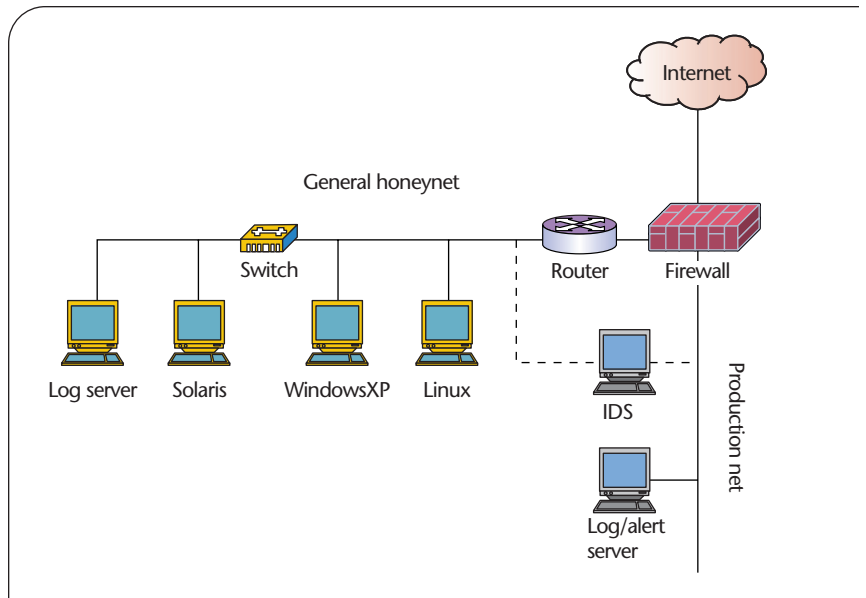 Internet
General honeynet
Switch
Router
Firewall
Log server
Solaris
WindowsXP
Linux
IDS
Production net
Log/alert
server